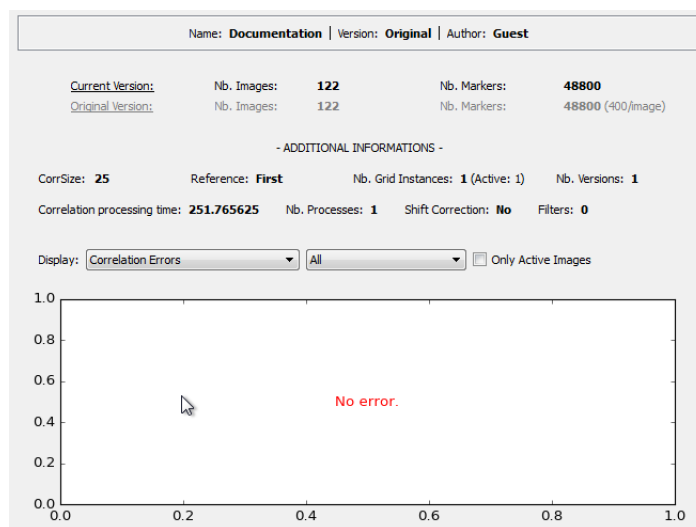 Name: Documentation | Version: Original | Author: Guest
Current Version: Nb. Images: 122 Nb. Markers: 48800
Original Version: Nb. Images: 122 Nb. Markers: 48800 (400/image)
- ADDITIONAL INFORMATIONS -
CorrSize: 25 Reference: First Nb. Grid Instances: 1 (Active: 1) Nb. Versions: 1
Correlation processing time: 251.765625 Nb. Processes: 1 Shift Correction: No Filters: 0
Display: Correlation Errors All Only Active Images
1.0
0.8
0.6
No error.
0.4
0.2
0.0
0.0 0.2 0.4 0.6 0.8 1.0